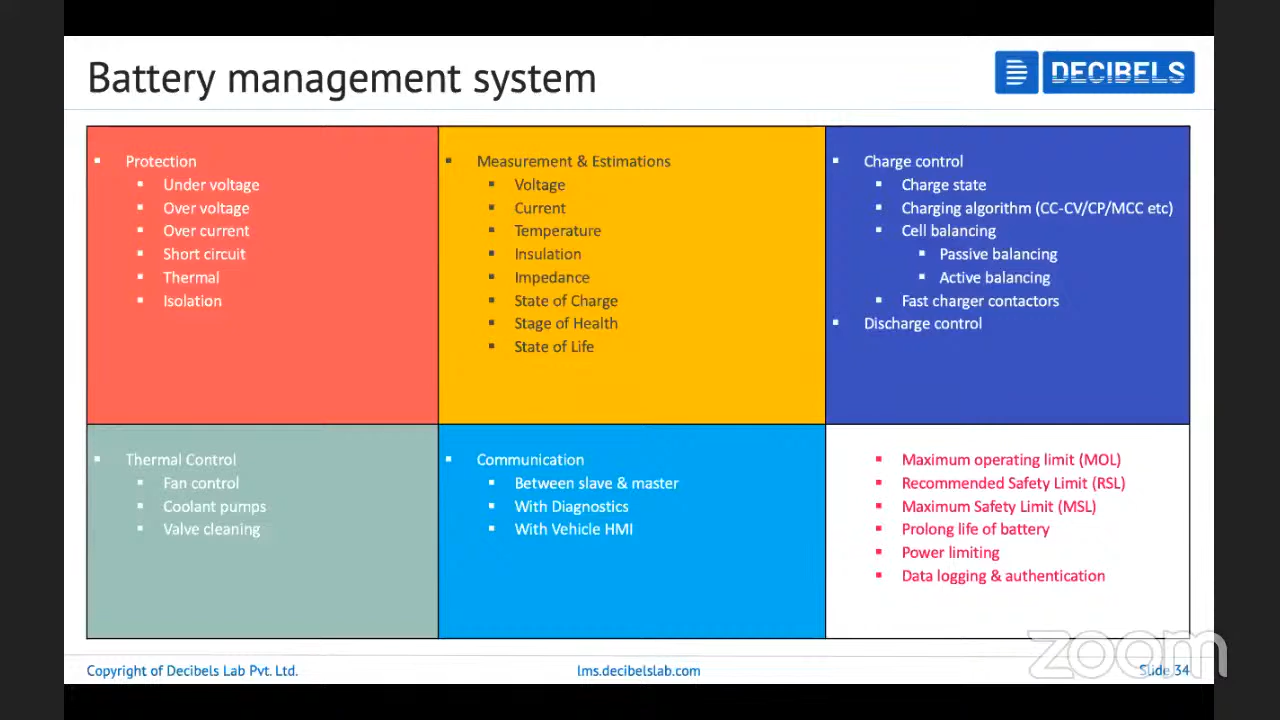 Battery management system
DECIBELS
Protection
Under voltage
Over voltage
Over current
Short circuit
Thermal
Isolation
Measurement & Estimations
Voltage
Current
Temperature
Insulation
Impedance
State of Charge
Stage of Health
State of Life
Charge control
Charge state
Charging algorithm (CC-CV/CP/MCC etc)
Cell balancing
Passive balancing
Active balancing
Fast charger contactors
Discharge control
Thermal Control
Fan control
Coolant pumps
Valve cleaning
Communication
Between slave & master
With Diagnostics
With Vehicle HMI
Maximum operating limit (MOL)
Recommended Safety Limit (RSL)
Maximum Safety Limit (MSL)
Prolong life of battery
Power limiting
Data logging & authentication
zoom
Copyright of Decibels Lab Pvt. Ltd.
lms.decibelslab.com
Slide 34